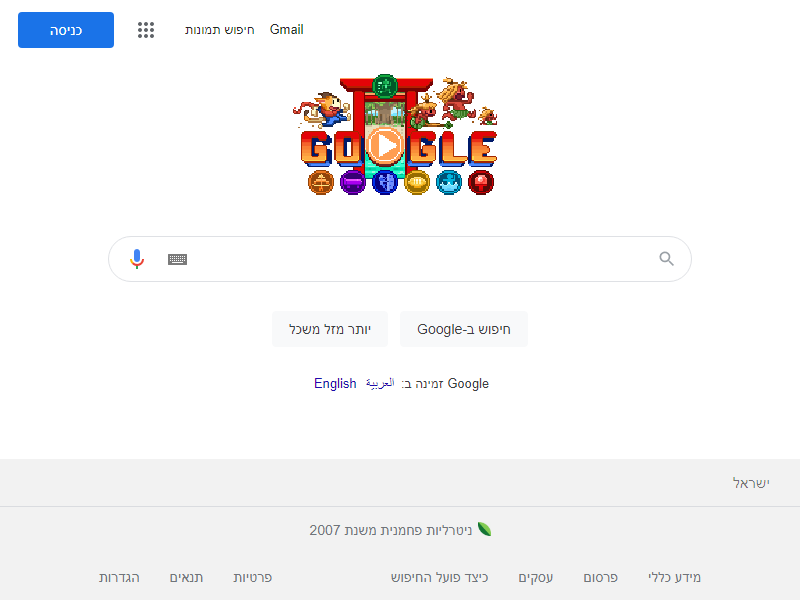 Gmail חיפוש תמונות כניסה
GOOGLE
חיפוש ב-Google יותר מזל משכל
Google זמינה ב: العربية English
ישראל
ניטרליות פחמנית משנת 2007
מידע כללי פרסום עסקים כיצד פועל החיפוש פרטיות תנאים הגדרות